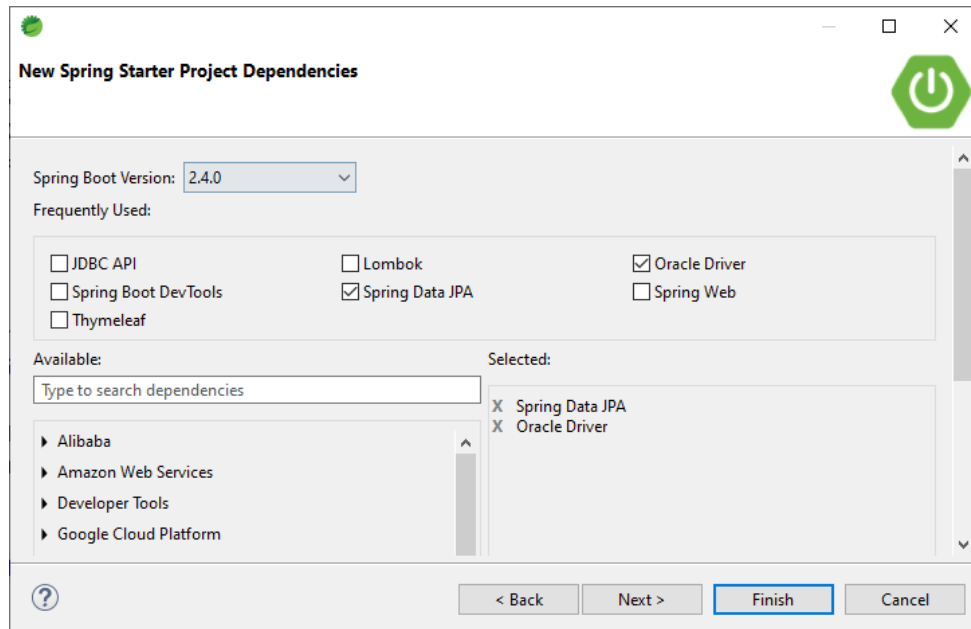 New Spring Starter Project Dependencies
Spring Boot Version: 2.4.0
Frequently Used:
JDBC API Lombok Oracle Driver
Spring Boot DevTools Spring Data JPA Spring Web
Thymeleaf
Available: Selected:
Type to search dependencies
X Spring Data JPA
X Oracle Driver
Alibaba
Amazon Web Services
Developer Tools
Google Cloud Platform
? < Back Next > Finish Cancel